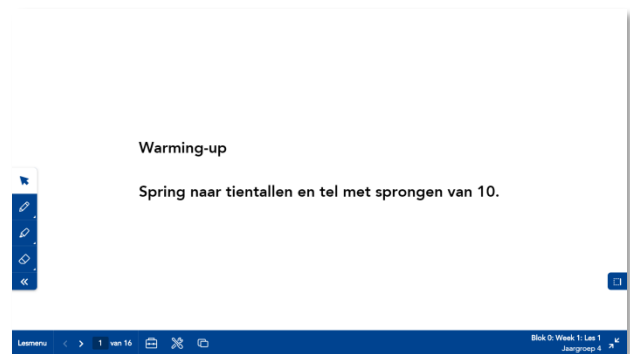 Warming-up
Spring naar tientallen en tel met sprongen van 10.
Lesmenu 1 van 16
Blok 0: Week 1: Les 1
Jaargroep 4